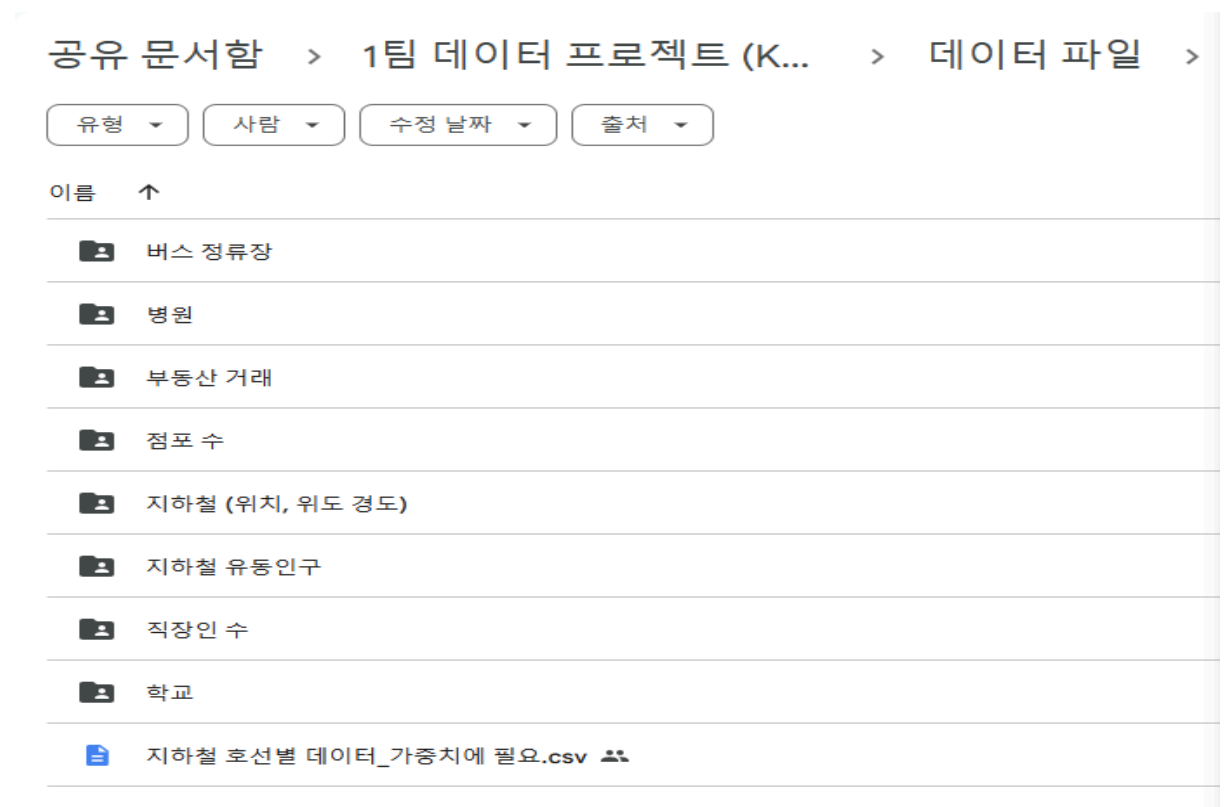 공유 문서함 > 1팀 데이터 프로젝트 (K... > 데이터 파일 >
유형 사람 수정 날짜 출처
이름 ↑
버스 정류장
병원
부동산 거래
점포 수
지하철 (위치, 위도 경도)
지하철 유동인구
직장인 수
학교
지하철 호선별 데이터_가중치에 필요.csv